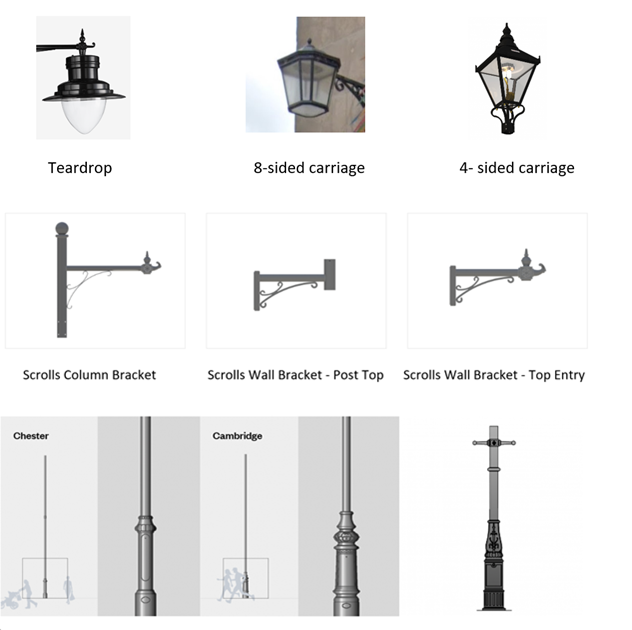 Teardrop
8-sided carriage
4- sided carriage
Scrolls Column Bracket
Scrolls Wall Bracket - Post Top
Scrolls Wall Bracket - Top Entry
Chester
Cambridge